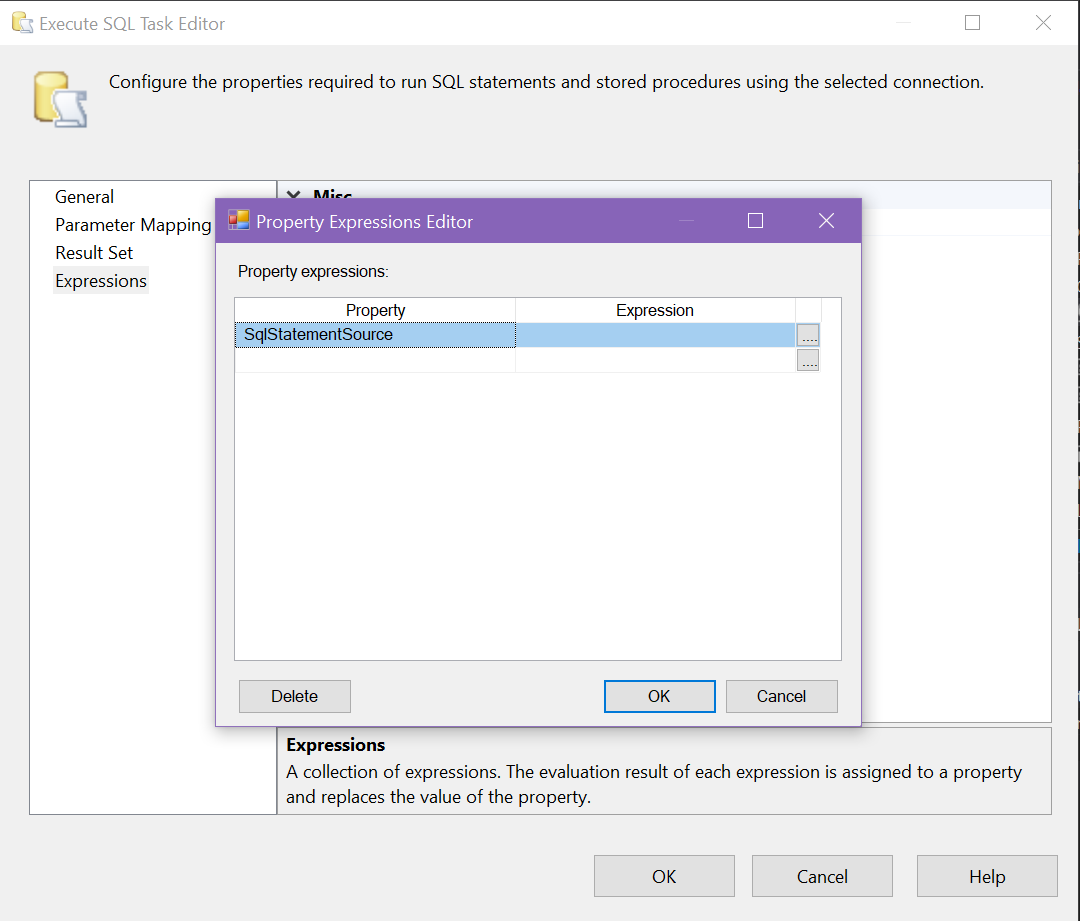 Execute SQL Task Editor
Configure the properties required to run SQL statements and stored procedures using the selected connection.
General
Parameter Mapping
Result Set
Expressions
Misc
Property Expressions Editor
Property expressions:
Property Expression
SqlStatementSource
....
....
Delete OK Cancel
Expressions
A collection of expressions. The evaluation result of each expression is assigned to a property
and replaces the value of the property.
OK Cancel Help